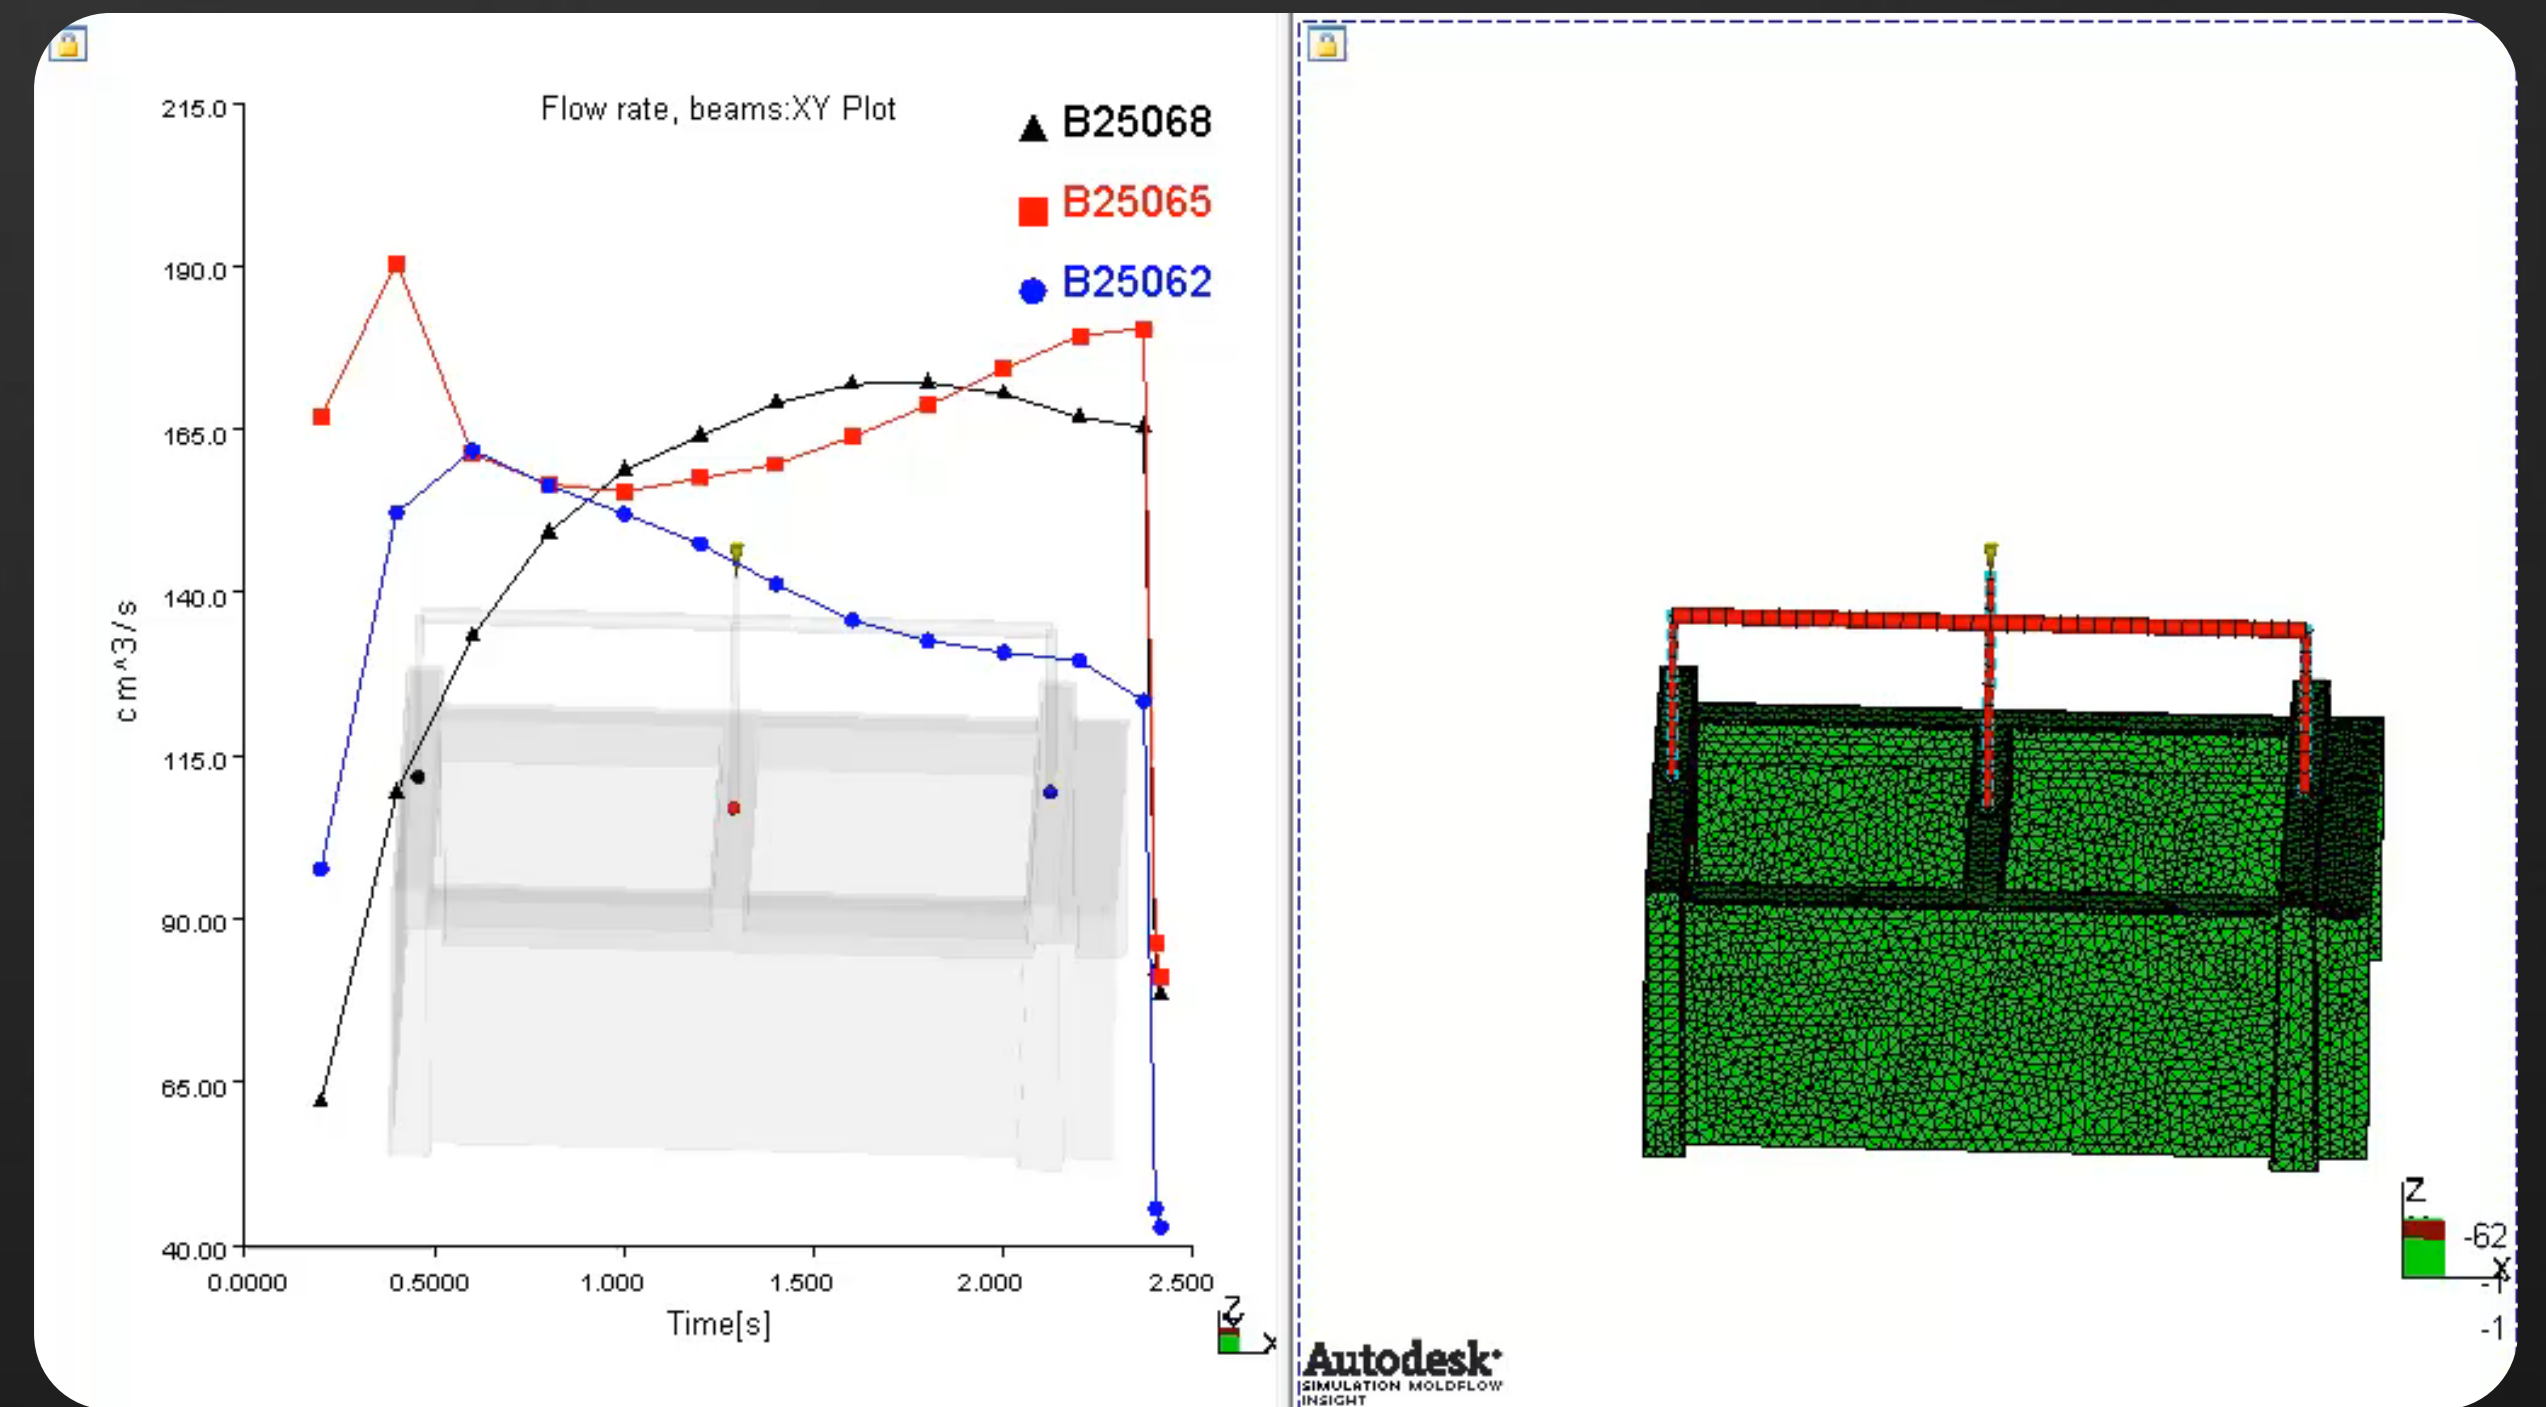 Flow rate, beams:XY Plot
B25068
B25065
B25062
215.0
190.0
165.0
140.0
115.0
90.00
65.00
40.00
cm^3/s
0.0000 0.5000 1.000 1.500 2.000 2.500
Time[s]
Z
X
Z
-62
X
-1
-1
Autodesk
SIMULATION MOLDFLOW
INSIGHT